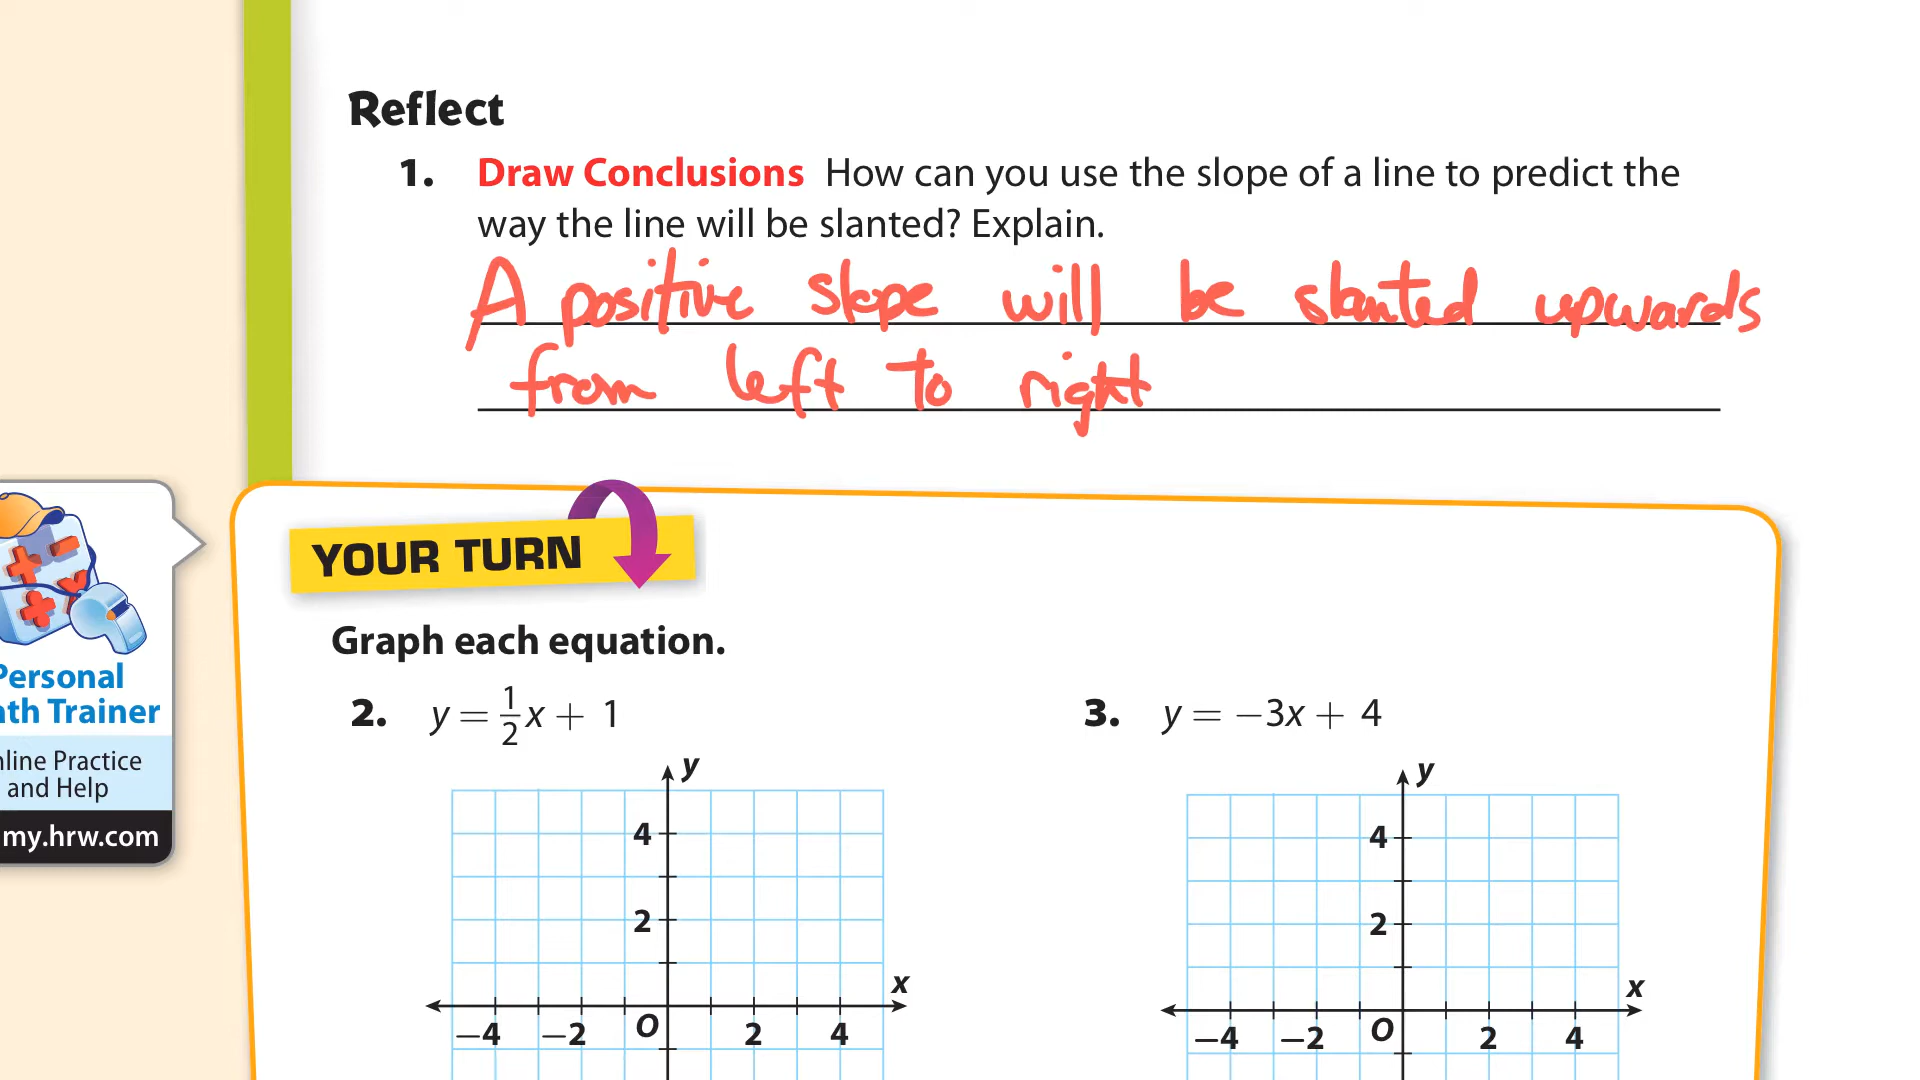 Reflect
1. Draw Conclusions How can you use the slope of a line to predict the
way the line will be slanted? Explain.
A positive slope will be slanted upwards
from left to right
YOUR TURN
Graph each equation.
Personal
ath Trainer
nline Practice
and Help
my.hrw.com
2. y = 1/2 x + 1
3. y = −3x + 4
y
4
2
x
−4 −2 O 2 4
y
4
2
x
−4 −2 O 2 4